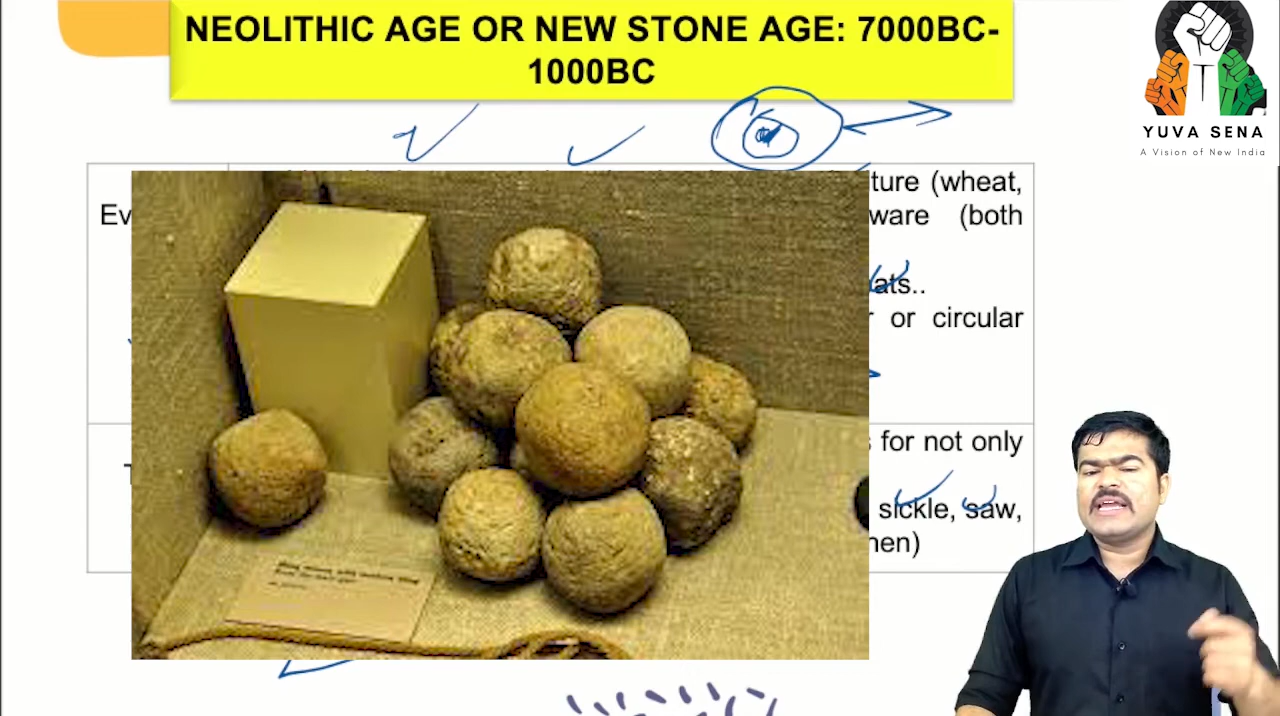 NEOLITHIC AGE OR NEW STONE AGE: 7000BC-
1000BC
YUVA SENA
A Vision of New India
ture (wheat,
Ev
ware (both
ats..
or circular
s for not only
sickle, saw,
hen)